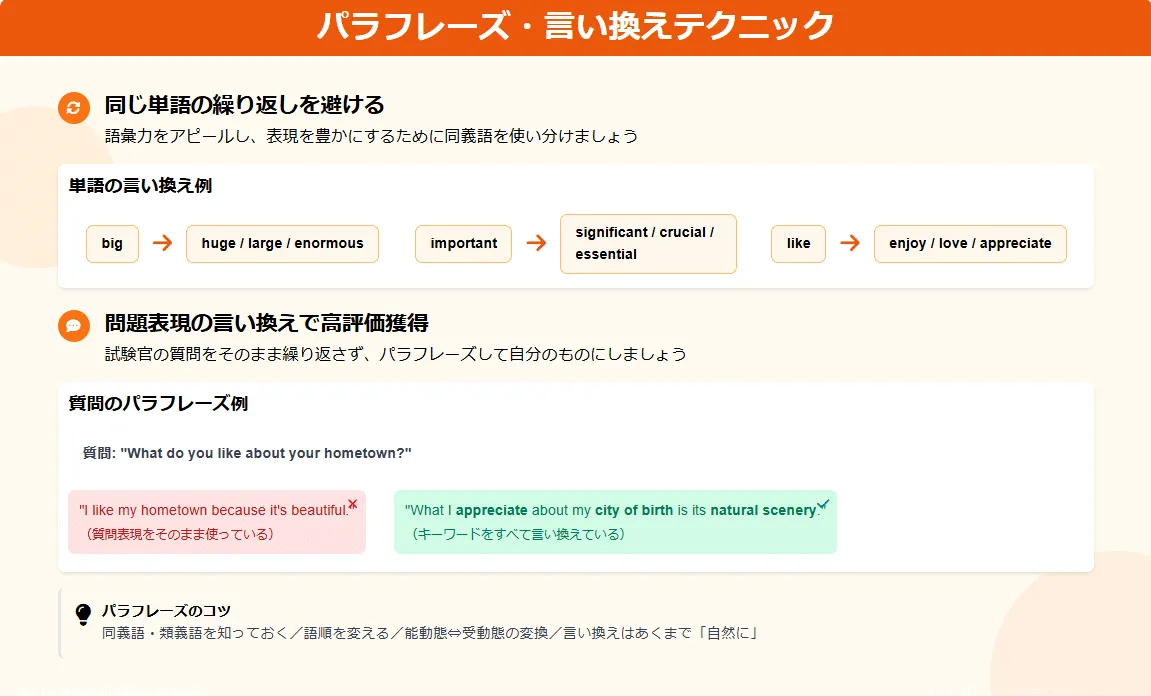 パラフレーズ・言い換えテクニック
同じ単語の繰り返しを避ける
語彙力をアピールし、表現を豊かにするために同義語を使い分けましょう
単語の言い換え例
big → huge / large / enormous
important → significant / crucial /
essential
like → enjoy / love / appreciate
問題表現の言い換えで高評価獲得
試験官の質問をそのまま繰り返さず、パラフレーズして自分のものにしましょう
質問のパラフレーズ例
質問: "What do you like about your hometown?"
"I like my hometown because it's beautiful."
（質問表現をそのまま使っている）
"What I appreciate about my city of birth is its natural scenery."
（キーワードをすべて言い換えている）
パラフレーズのコツ
同義語・類義語を知っておく／語順を変える／能動態⇔受動態の変換／言い換えはあくまで「自然に」